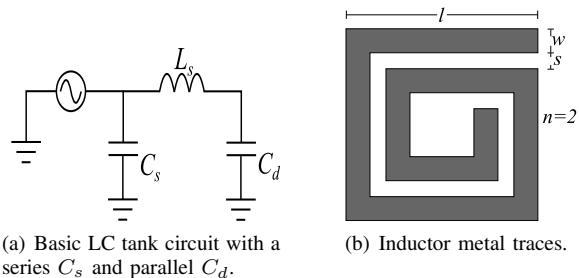 L_s
C_s
C_d
l
w
s
n=2
(a) Basic LC tank circuit with a
series C_s and parallel C_d.
(b) Inductor metal traces.